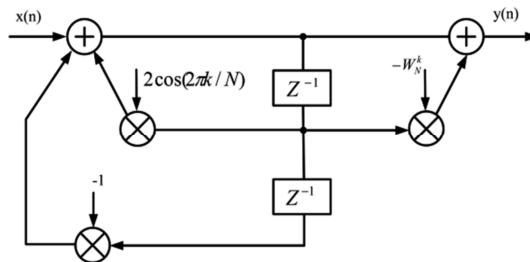 x(n)
y(n)
2cos(2πk/N)
-W_N^k
Z^{-1}
Z^{-1}
-1